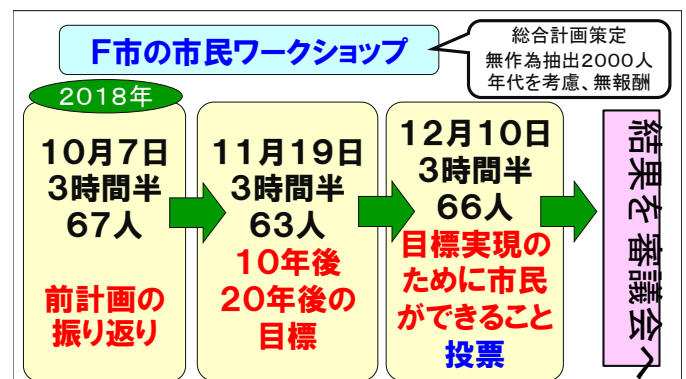 F市の市民ワークショップ
総合計画策定
無作為抽出2000人
年代を考慮、無報酬
2018年
10月7日
3時間半
67人
前計画の
振り返り
11月19日
3時間半
63人
10年後
20年後の
目標
12月10日
3時間半
66人
目標実現の
ために市民
ができること
投票
結果を審議会へ